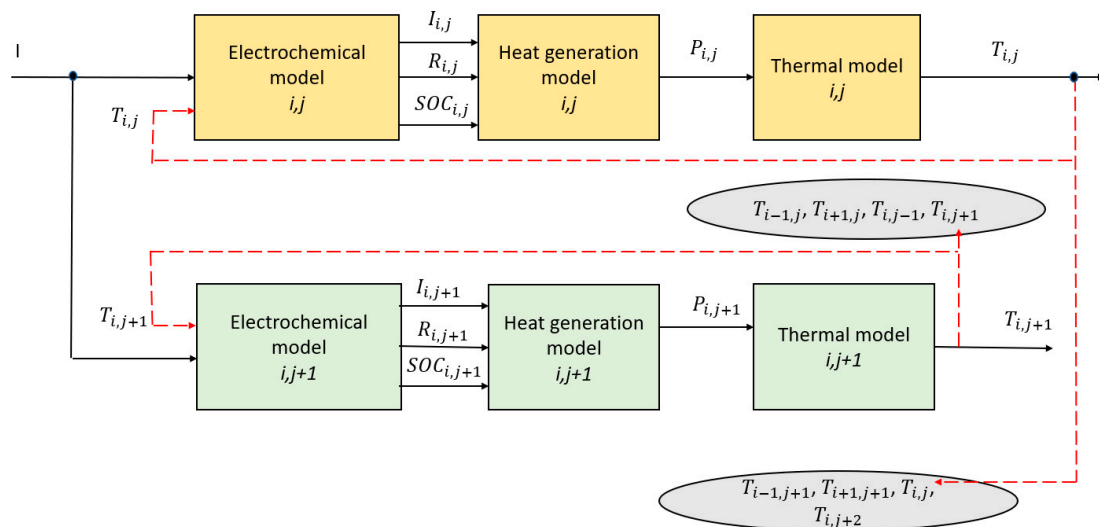 I
Electrochemical
model
i,j
I_{i,j}
R_{i,j}
SOC_{i,j}
Heat generation
model
i,j
P_{i,j}
Thermal model
i,j
T_{i,j}
T_{i,j}
T_{i-1,j}, T_{i+1,j}, T_{i,j-1}, T_{i,j+1}
T_{i,j+1}
Electrochemical
model
i,j+1
I_{i,j+1}
R_{i,j+1}
SOC_{i,j+1}
Heat generation
model
i,j+1
P_{i,j+1}
Thermal model
i,j+1
T_{i,j+1}
T_{i-1,j+1}, T_{i+1,j+1}, T_{i,j},
T_{i,j+2}